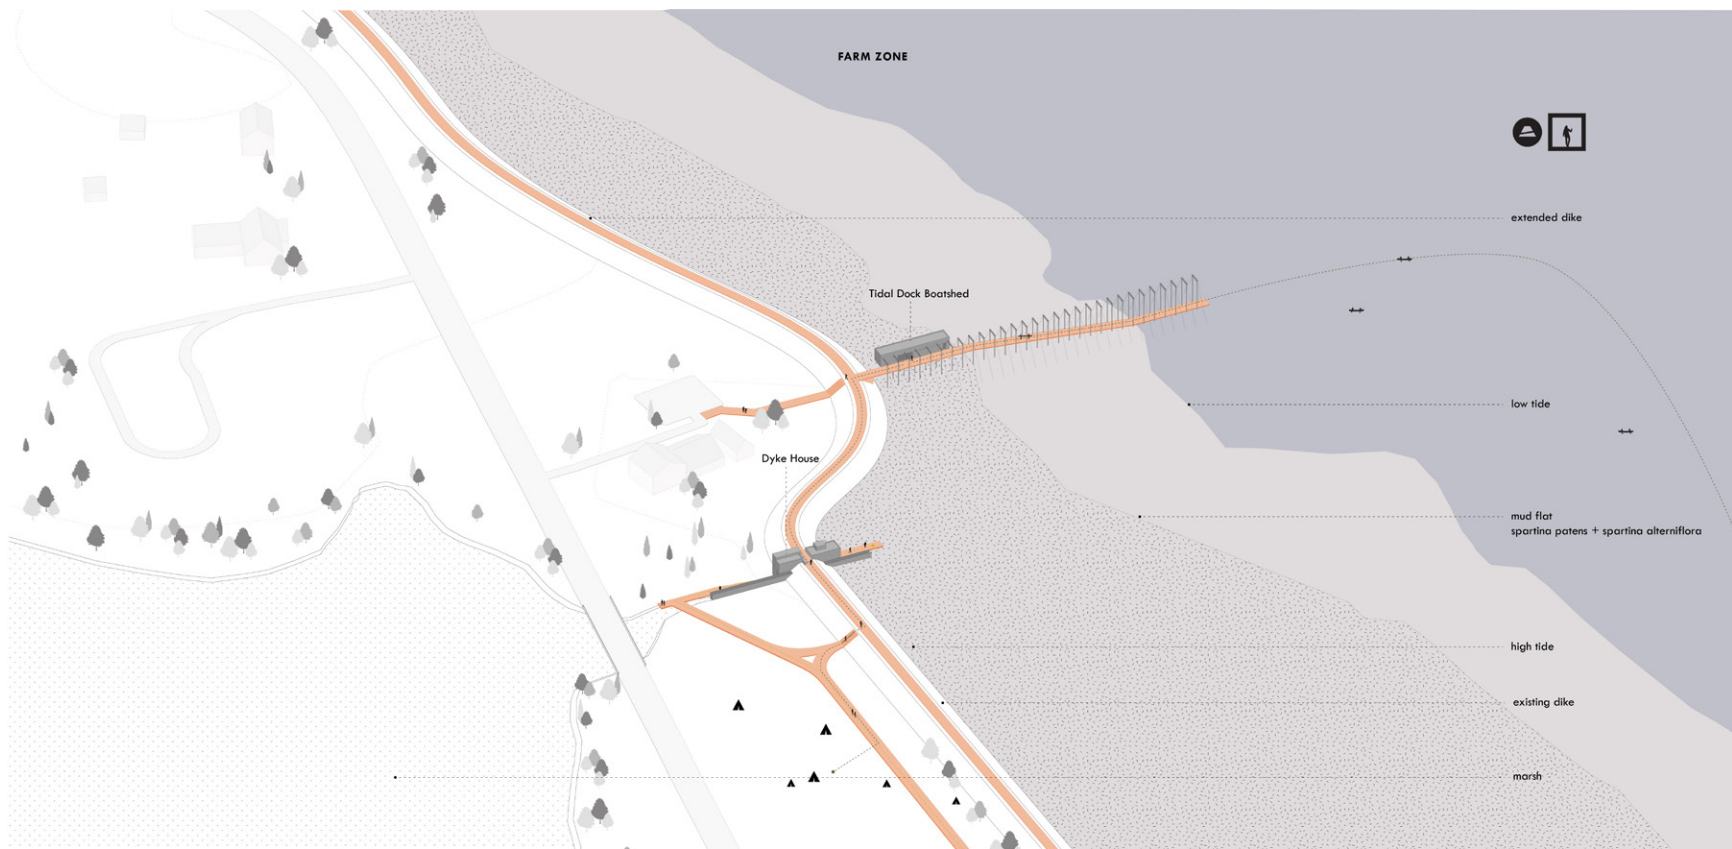 FARM ZONE
extended dike
Tidal Dock Boatshed
low tide
Dyke House
mud flat
spartina patens + spartina alterniflora
high tide
existing dike
marsh